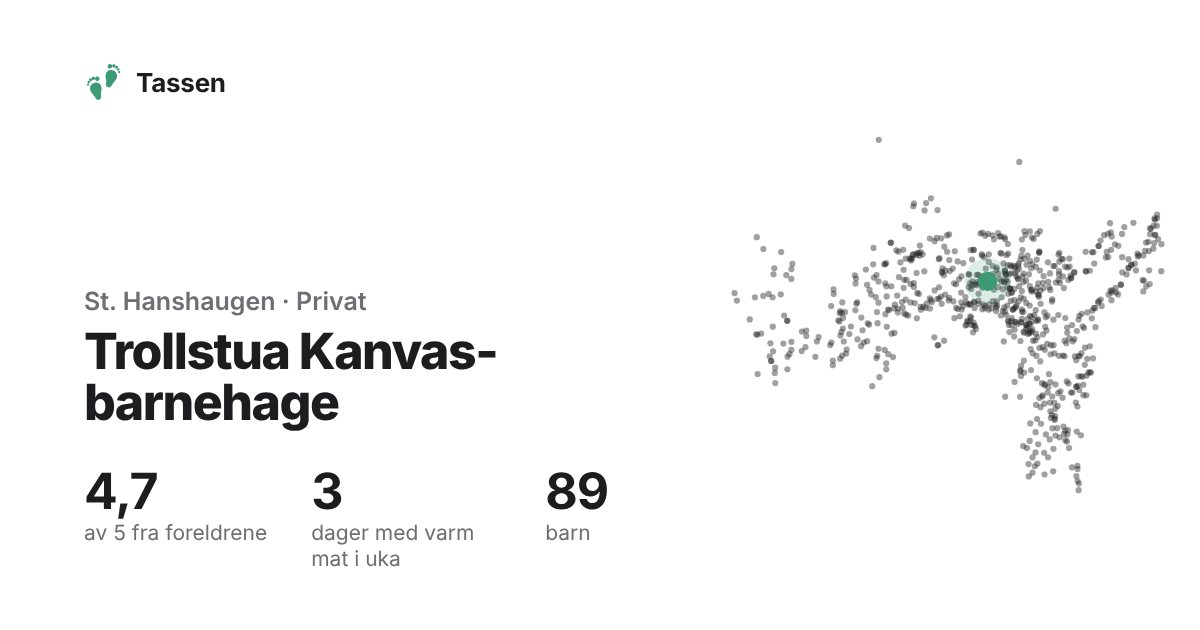 Tassen
St. Hanshaugen · Privat
Trollstua Kanvas-
barnehage
4,7
av 5 fra foreldrene
3
dager med varm
mat i uka
89
barn